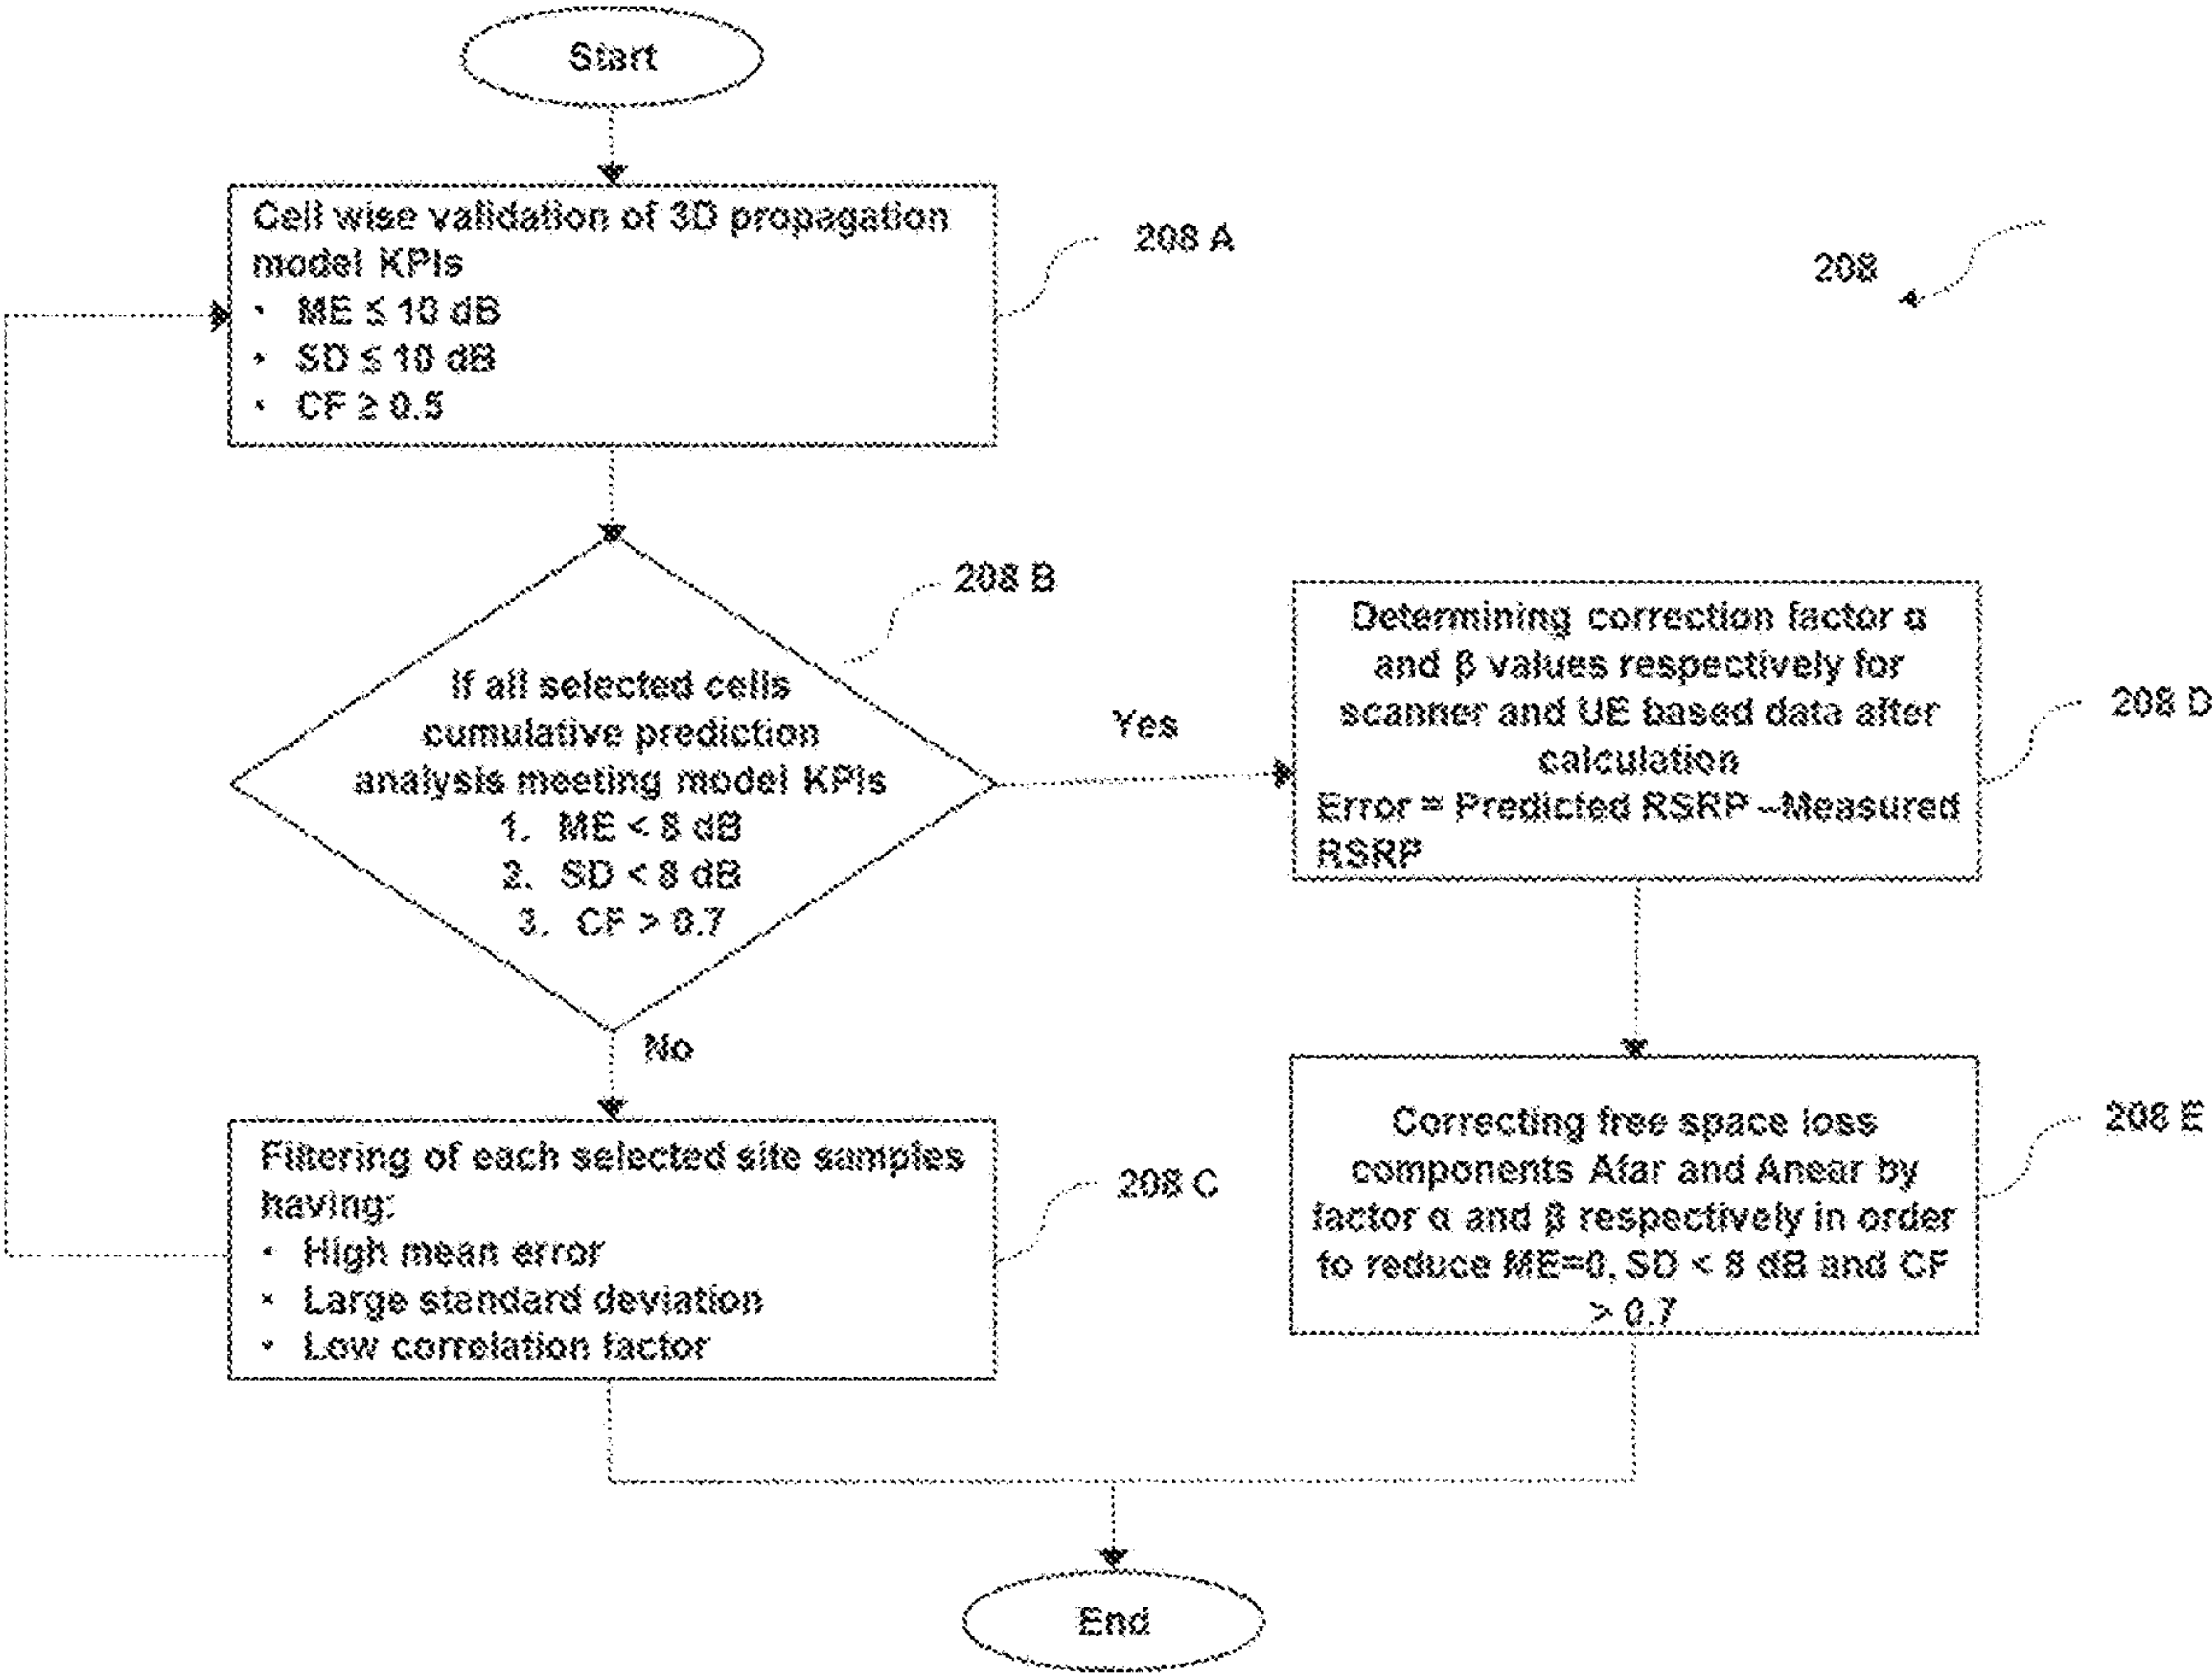 Start
Cell wise validation of 3D propagation
model KPIs
• ME ≤ 10 dB
• SD ≤ 10 dB
• CF ≥ 0.5
208 A
208
208 B
If all selected cells
cumulative prediction
analysis meeting model KPIs
1. ME < 8 dB
2. SD < 8 dB
3. CF > 0.7
Yes
No
Determining correction factor α
and β values respectively for
scanner and UE based data after
calculation
Error = Predicted RSRP –Measured
RSRP
208 D
Filtering of each selected site samples
having:
• High mean error
• Large standard deviation
• Low correlation factor
208 C
Correcting free space loss
components Afar and Anear by
factor α and β respectively in order
to reduce ME=0, SD < 8 dB and CF
> 0.7
208 E
End